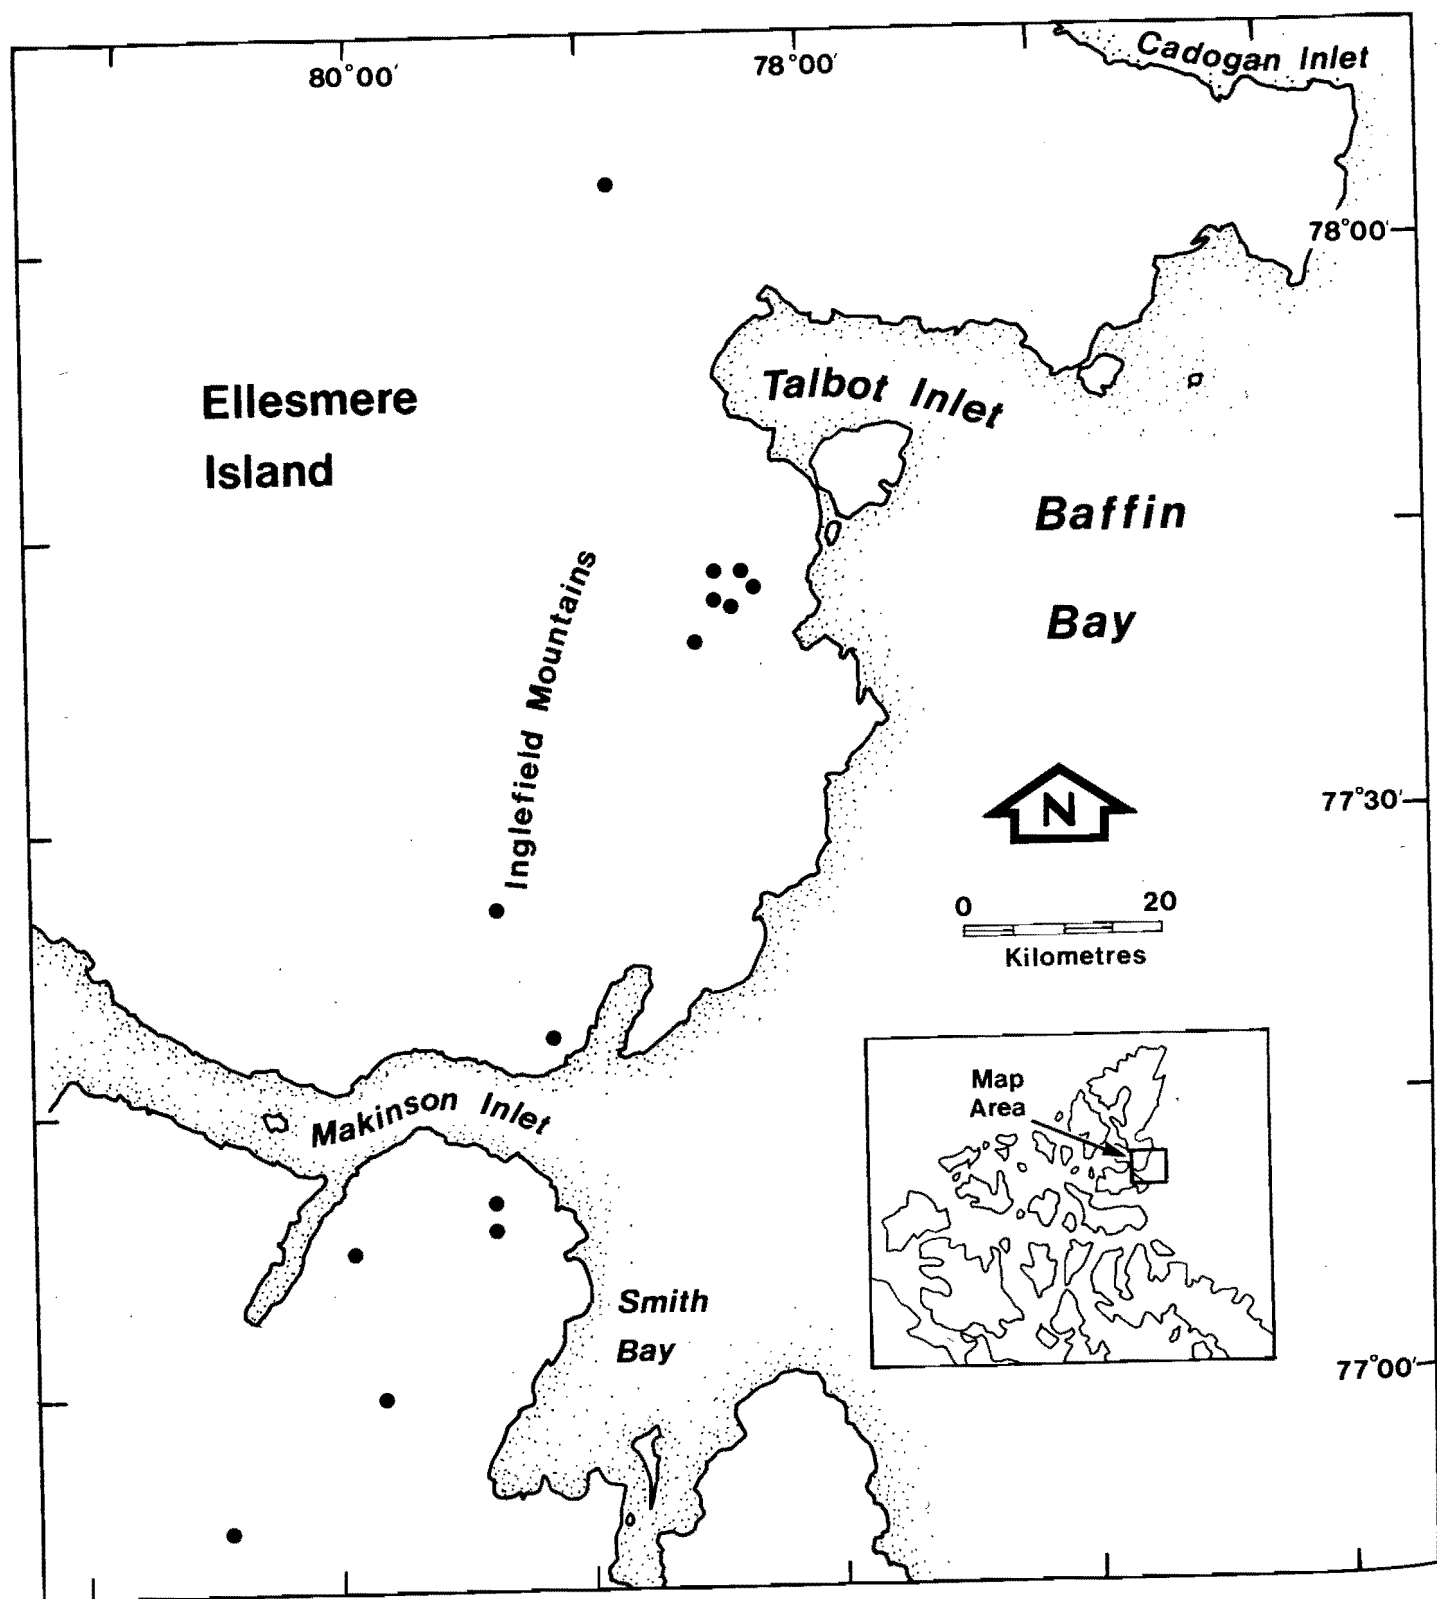 Cadogan Inlet
80°00'
78°00'
78°00'
Talbot Inlet
Ellesmere
Island
Baffin
Bay
Inglefield Mountains
77°30'
N
0 20
Kilometres
Map
Area
Makinson Inlet
Smith
Bay
77°00'